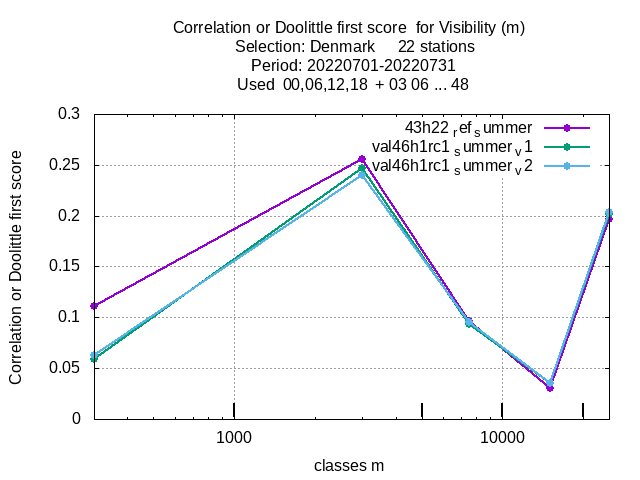 Correlation or Doolittle first score for Visibility (m)
Selection: Denmark 22 stations
Period: 20220701-20220731
Used 00,06,12,18 + 03 06 ... 48
0.3
0.25
0.2
0.15
0.1
0.05
0
Correlation or Doolittle first score
43h22 ref summer
val46h1rc1 summer v1
val46h1rc1 summer v2
1000
10000
classes m